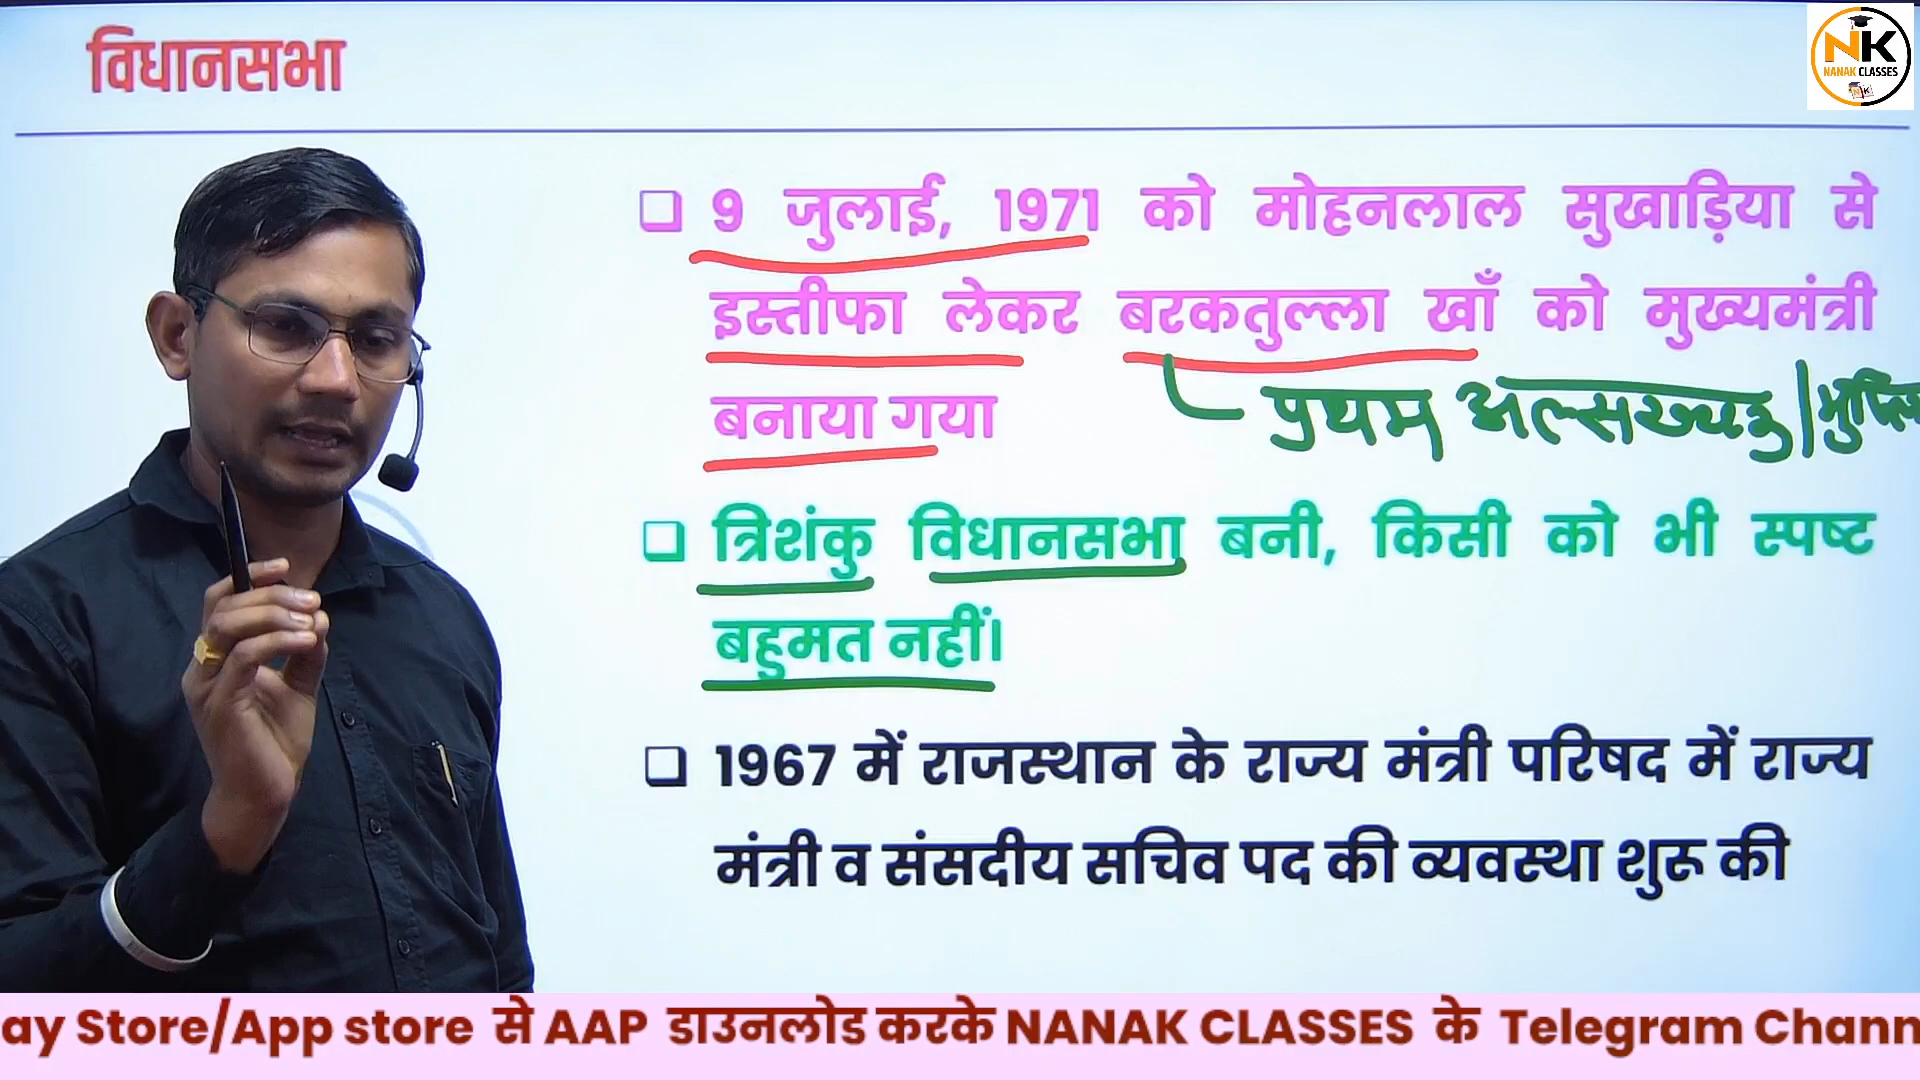 विधानसभा
NK
NANAK CLASSES
9 जुलाई, 1971 को मोहनलाल सुखाड़िया से
इस्तीफा लेकर बरकतुल्ला खाँ को मुख्यमंत्री
बनाया गया
प्रथम अल्सख्यक /
त्रिशंकु विधानसभा बनी, किसी को भी स्पष्ट
बहुमत नहीं।
1967 में राजस्थान के राज्य मंत्री परिषद में राज्य
मंत्री व संसदीय सचिव पद की व्यवस्था शुरू की
ay Store/App store से AAP डाउनलोड करके NANAK CLASSES के Telegram Chann